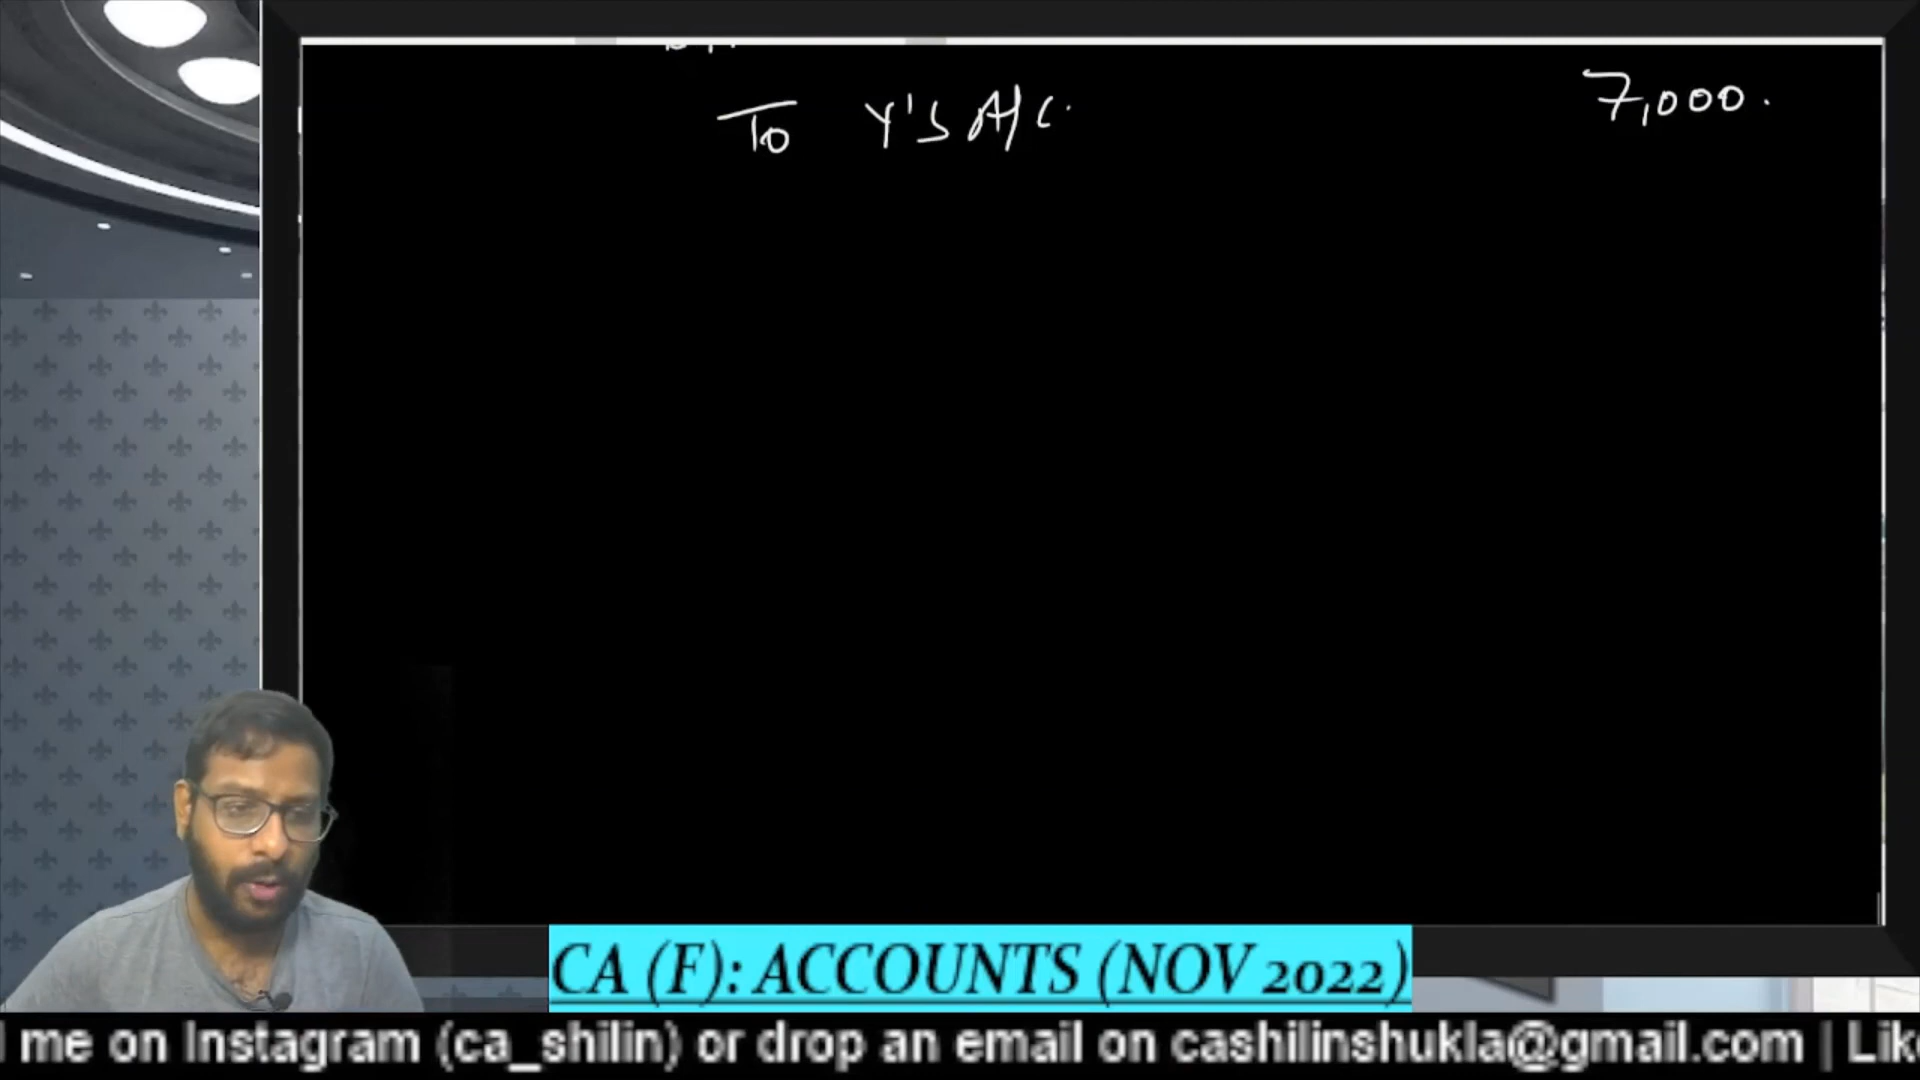 To Y's A/c. 7,000.
CA (F): ACCOUNTS (NOV 2022)
me on Instagram (ca_shilin) or drop an email on cashilinshukla@gmail.com | Like